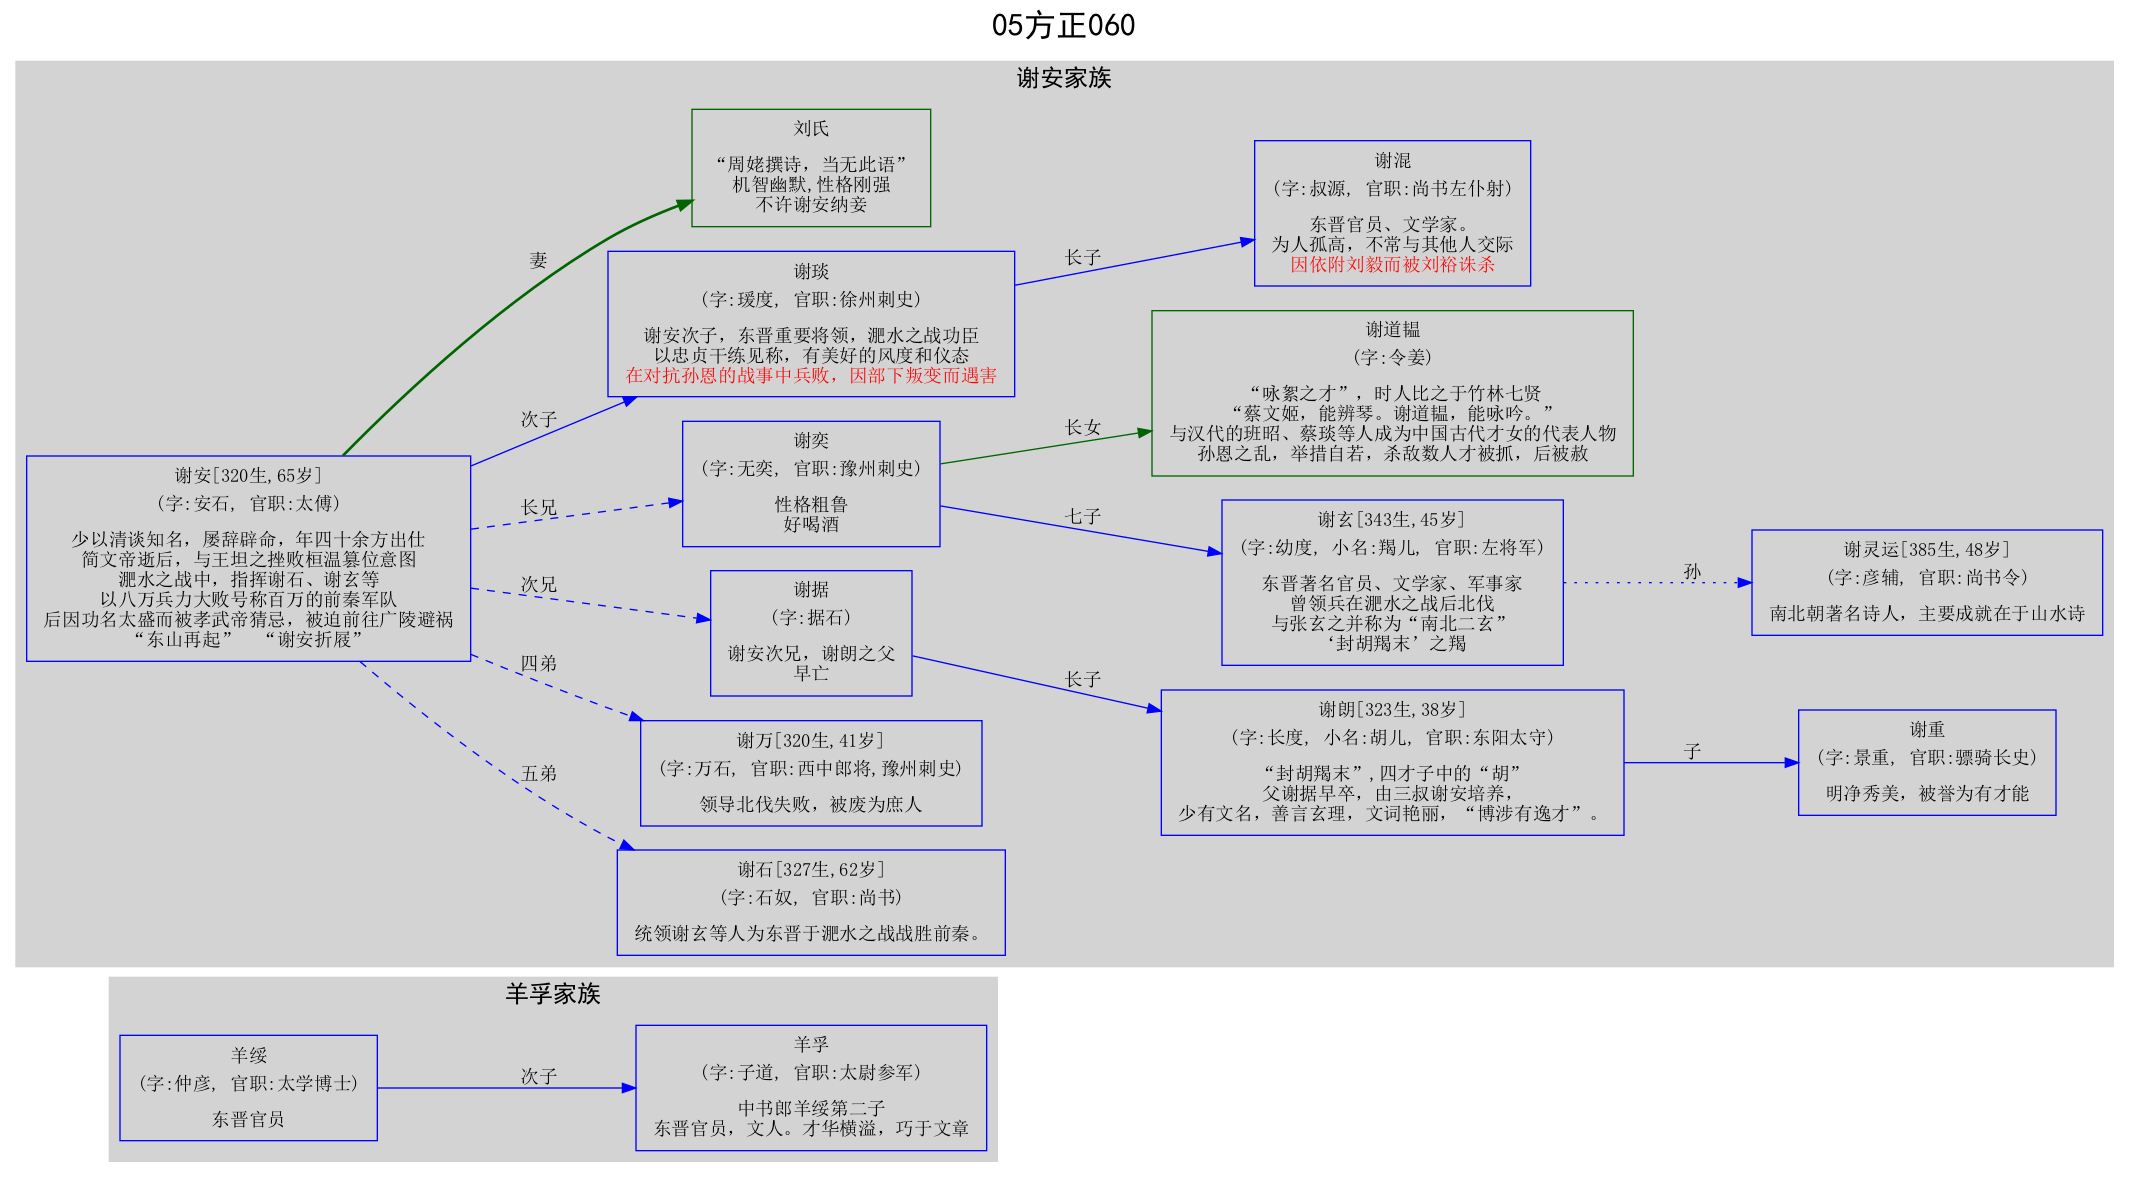 05方正060
谢安家族
刘氏
“周姥撰诗，当无此语”
机智幽默,性格刚强
不许谢安纳妾
妻
谢琰
(字:瑗度, 官职:徐州刺史)
谢安次子，东晋重要将领，淝水之战功臣
以忠贞干练见称，有美好的风度和仪态
在对抗孙恩的战事中兵败，因部下叛变而遇害
长子
谢混
(字:叔源, 官职:尚书左仆射)
东晋官员、文学家。
为人孤高，不常与其他人交际
因依附刘毅而被刘裕诛杀
次子
谢安[320生,65岁]
(字:安石, 官职:太傅)
少以清谈知名，屡辞辟命，年四十余方出仕
简文帝逝后，与王坦之挫败桓温篡位意图
淝水之战中，指挥谢石、谢玄等
以八万兵力大败号称百万的前秦军队
后因功名太盛而被孝武帝猜忌，被迫前往广陵避祸
“东山再起” “谢安折屐”
长兄
谢奕
(字:无奕, 官职:豫州刺史)
性格粗鲁
好喝酒
长女
谢道韫
(字:令姜)
“咏絮之才”，时人比之于竹林七贤
“蔡文姬，能辨琴。谢道韫，能咏吟。”
与汉代的班昭、蔡琰等人成为中国古代才女的代表人物
孙恩之乱，举措自若，杀敌数人才被抓，后被赦
七子
谢玄[343生,45岁]
(字:幼度, 小名:羯儿, 官职:左将军)
东晋著名官员、文学家、军事家
曾领兵在淝水之战后北伐
与张玄之并称为“南北二玄”
‘封胡羯末’之羯
孙
谢灵运[385生,48岁]
(字:彦辅, 官职:尚书令)
南北朝著名诗人，主要成就在于山水诗
次兄
谢据
(字:据石)
谢安次兄，谢朗之父
早亡
长子
谢朗[323生,38岁]
(字:长度, 小名:胡儿, 官职:东阳太守)
“封胡羯末”,四才子中的“胡”
父谢据早卒，由三叔谢安培养，
少有文名，善言玄理，文词艳丽，“博涉有逸才”。
子
谢重
(字:景重, 官职:骠骑长史)
明净秀美，被誉为有才能
四弟
谢万[320生,41岁]
(字:万石, 官职:西中郎将,豫州刺史)
领导北伐失败，被废为庶人
五弟
谢石[327生,62岁]
(字:石奴, 官职:尚书)
统领谢玄等人为东晋于淝水之战战胜前秦。
羊孚家族
羊绥
(字:仲彦, 官职:太学博士)
东晋官员
次子
羊孚
(字:子道, 官职:太尉参军)
中书郎羊绥第二子
东晋官员，文人。才华横溢，巧于文章